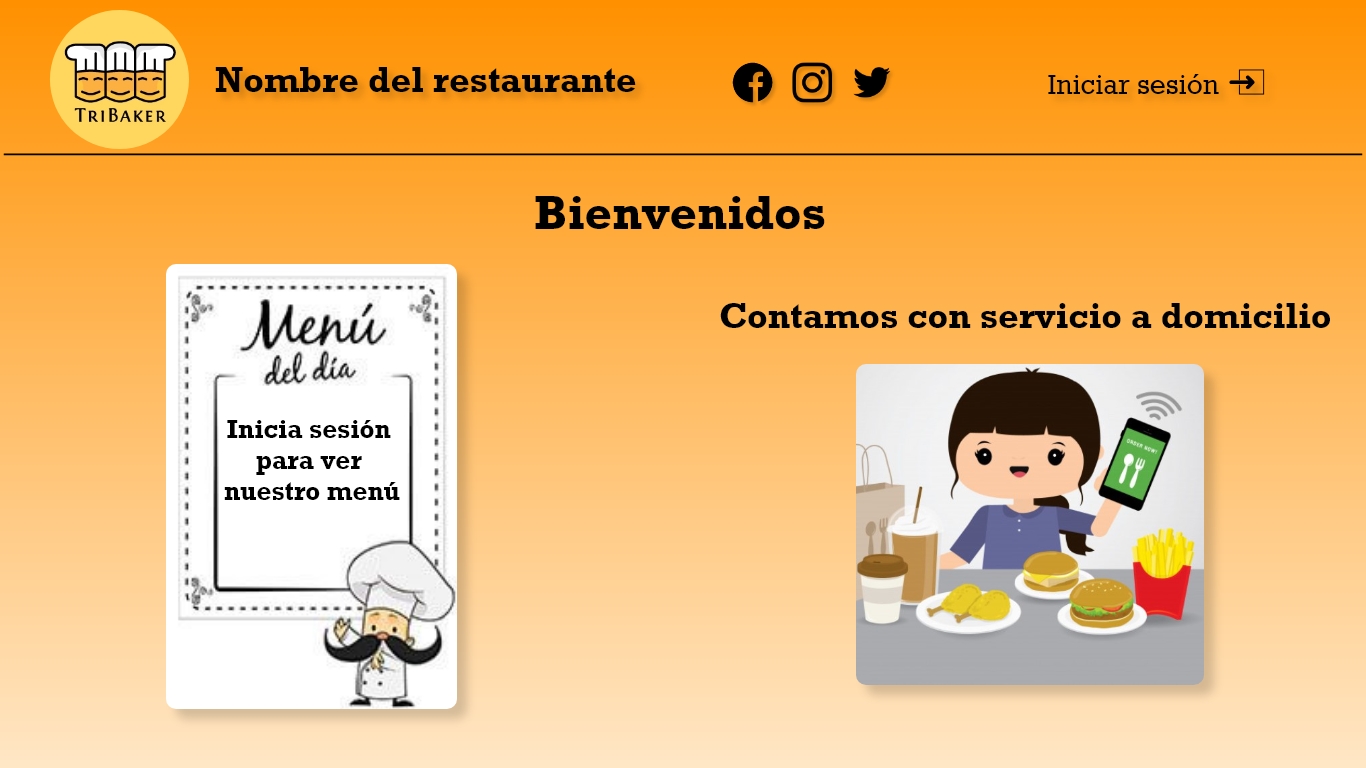 TRIBAKER
Nombre del restaurante
Iniciar sesión
Bienvenidos
Menú
del día
Inicia sesión
para ver
nuestro menú
Contamos con servicio a domicilio
ORDER NOW!